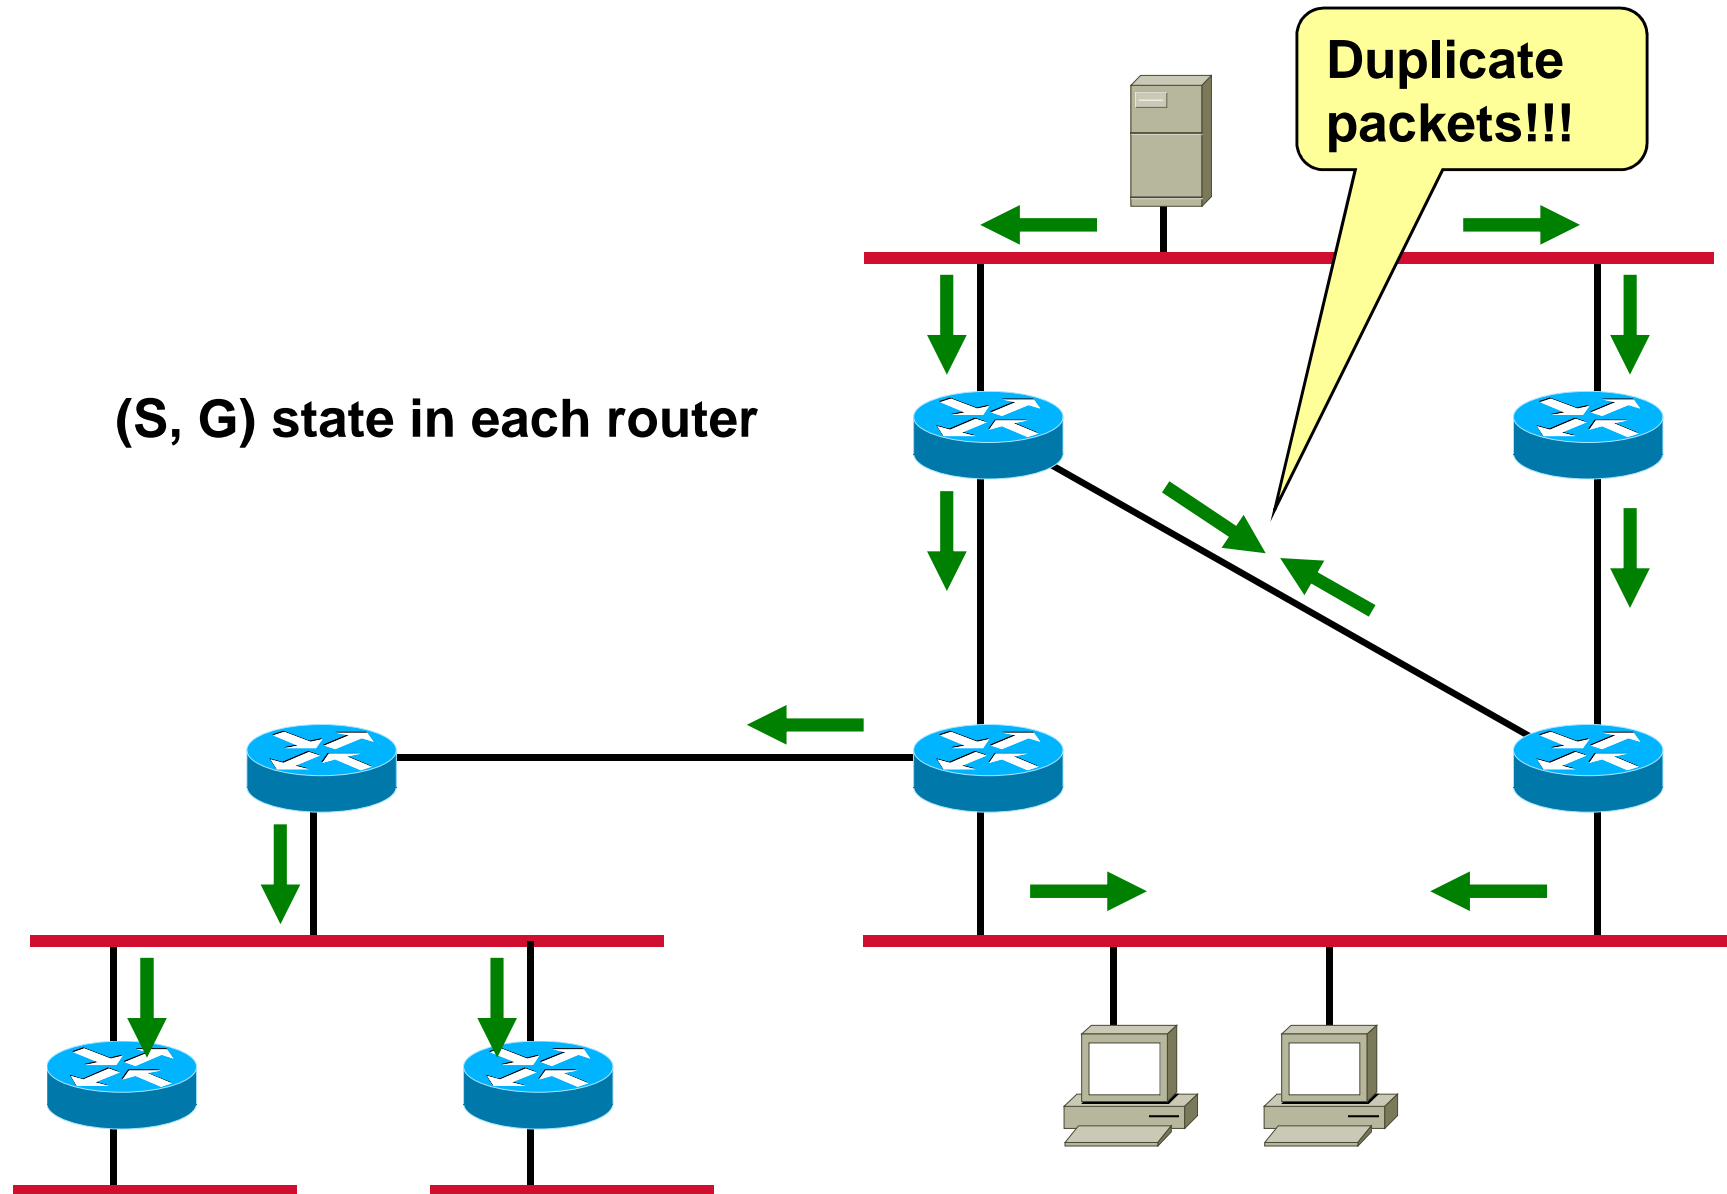 Duplicate
packets!!!
(S, G) state in each router